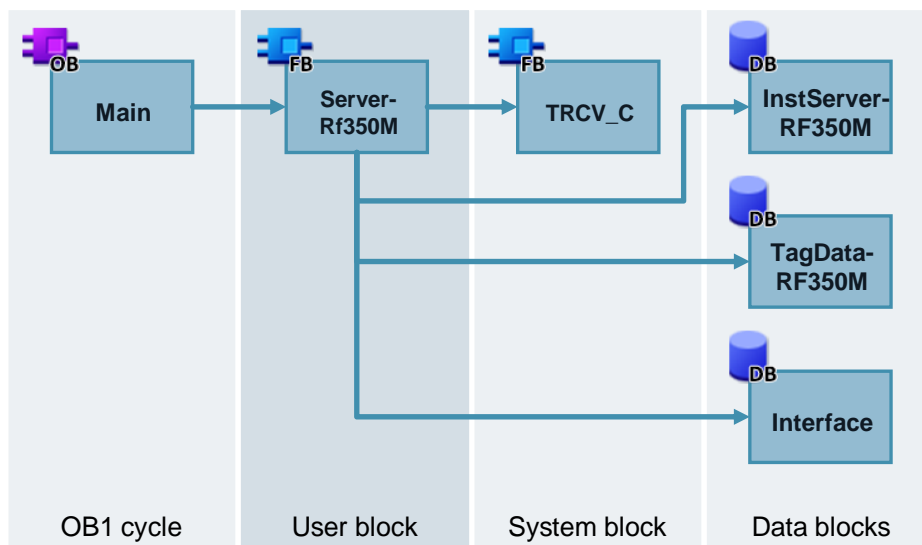 OB
Main
FB
Server-
Rf350M
FB
TRCV_C
DB
InstServer-
RF350M
DB
TagData-
RF350M
DB
Interface
OB1 cycle
User block
System block
Data blocks